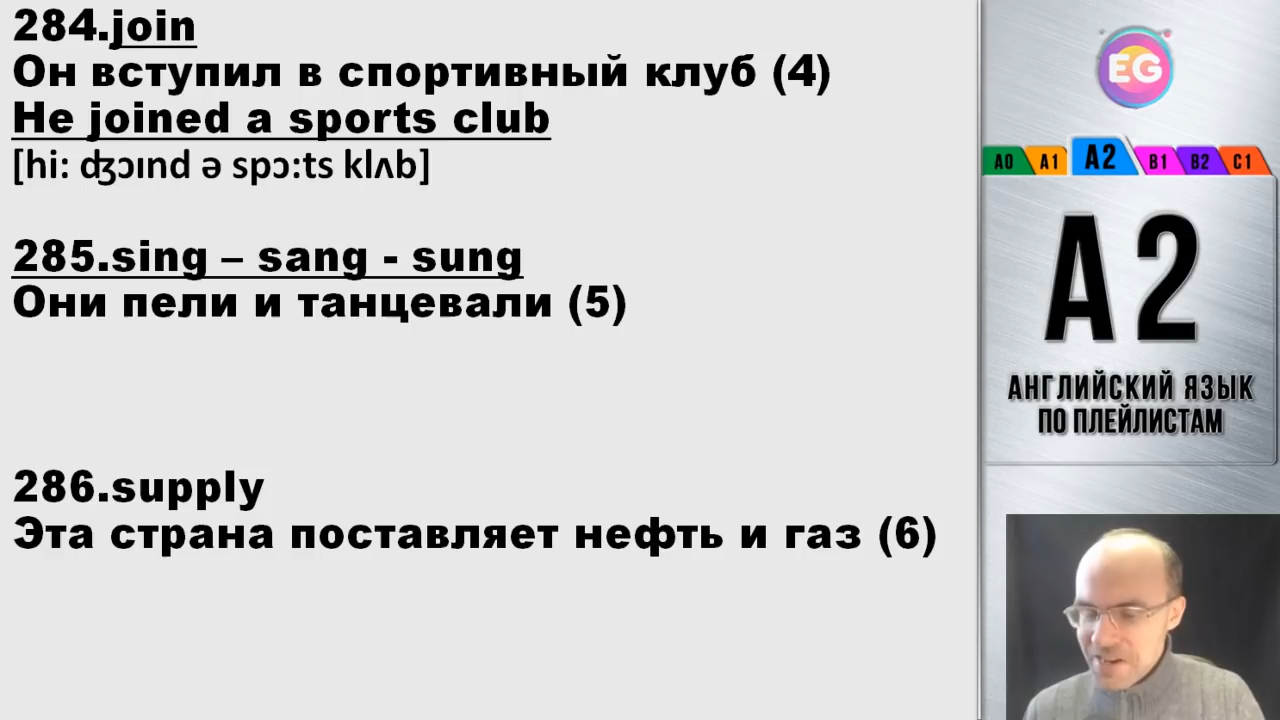 284.join
Он вступил в спортивный клуб (4)
He joined a sports club
[hi: ʤɔɪnd ə spɔ:ts klʌb]
285.sing – sang - sung
Они пели и танцевали (5)
286.supply
Эта страна поставляет нефть и газ (6)
EG
A0 A1 A2 B1 B2 C1
A2
АНГЛИЙСКИЙ ЯЗЫК
ПО ПЛЕЙЛИСТАМ